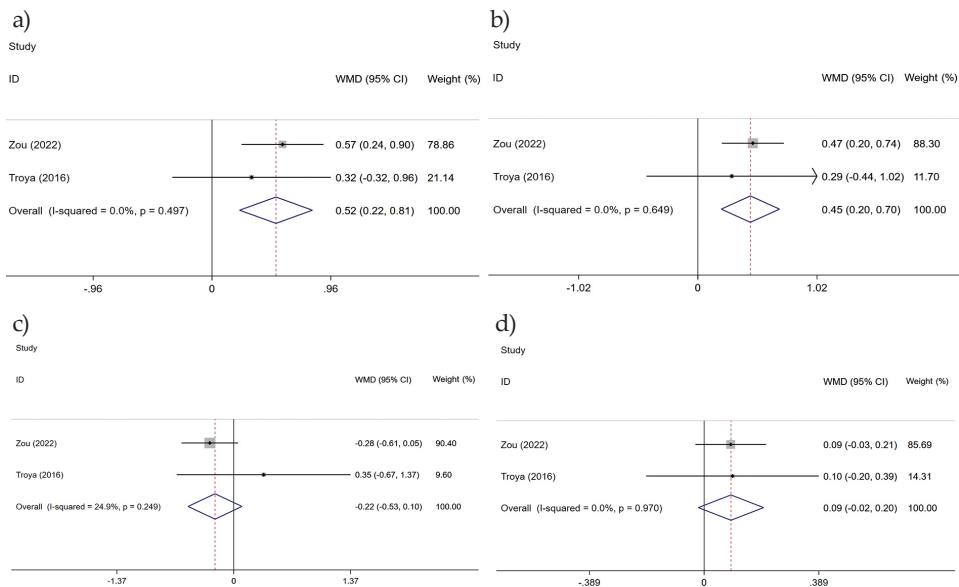 a)
Study
ID WMD (95% CI) Weight (%)
Zou (2022) 0.57 (0.24, 0.90) 78.86
Troya (2016) 0.32 (-0.32, 0.96) 21.14
Overall (I-squared = 0.0%, p = 0.497) 0.52 (0.22, 0.81) 100.00
-.96 0 .96
b)
Study
ID WMD (95% CI) Weight (%)
Zou (2022) 0.47 (0.20, 0.74) 88.30
Troya (2016) 0.29 (-0.44, 1.02) 11.70
Overall (I-squared = 0.0%, p = 0.649) 0.45 (0.20, 0.70) 100.00
-1.02 0 1.02
c)
Study
ID WMD (95% CI) Weight (%)
Zou (2022) -0.28 (-0.61, 0.05) 90.40
Troya (2016) 0.35 (-0.67, 1.37) 9.60
Overall (I-squared = 24.9%, p = 0.249) -0.22 (-0.53, 0.10) 100.00
-1.37 0 1.37
d)
Study
ID WMD (95% CI) Weight (%)
Zou (2022) 0.09 (-0.03, 0.21) 85.69
Troya (2016) 0.10 (-0.20, 0.39) 14.31
Overall (I-squared = 0.0%, p = 0.970) 0.09 (-0.02, 0.20) 100.00
-.389 0 .389